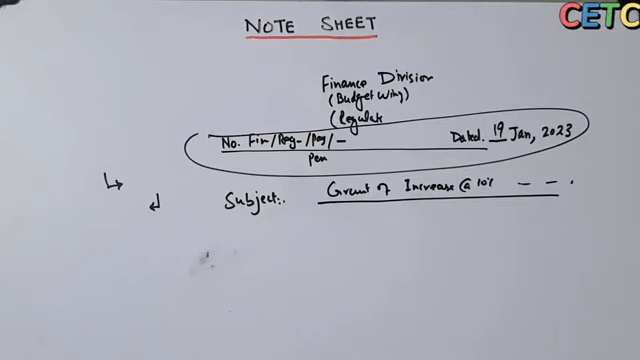 CETC
NOTE SHEET
Finance Division
(Budget Wing)
(Regulate
No. Fin/Reg-/Pay/- Dated. 19 Jan, 2023
Pen
Subject:. Grant of Increase @ 10% - - .